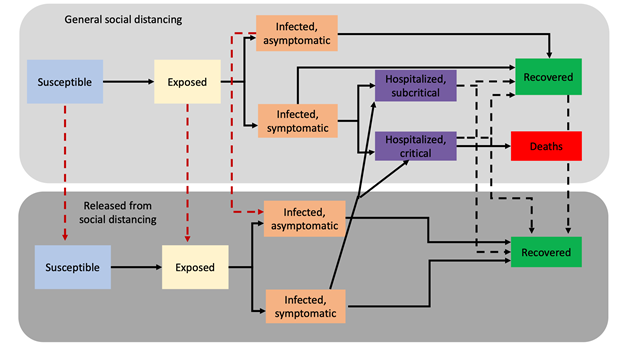 General social distancing
Infected,
asymptomatic
Susceptible
Exposed
Infected,
symptomatic
Hospitalized,
subcritical
Recovered
Hospitalized,
critical
Deaths
Released from
social distancing
Infected,
asymptomatic
Susceptible
Exposed
Infected,
symptomatic
Recovered